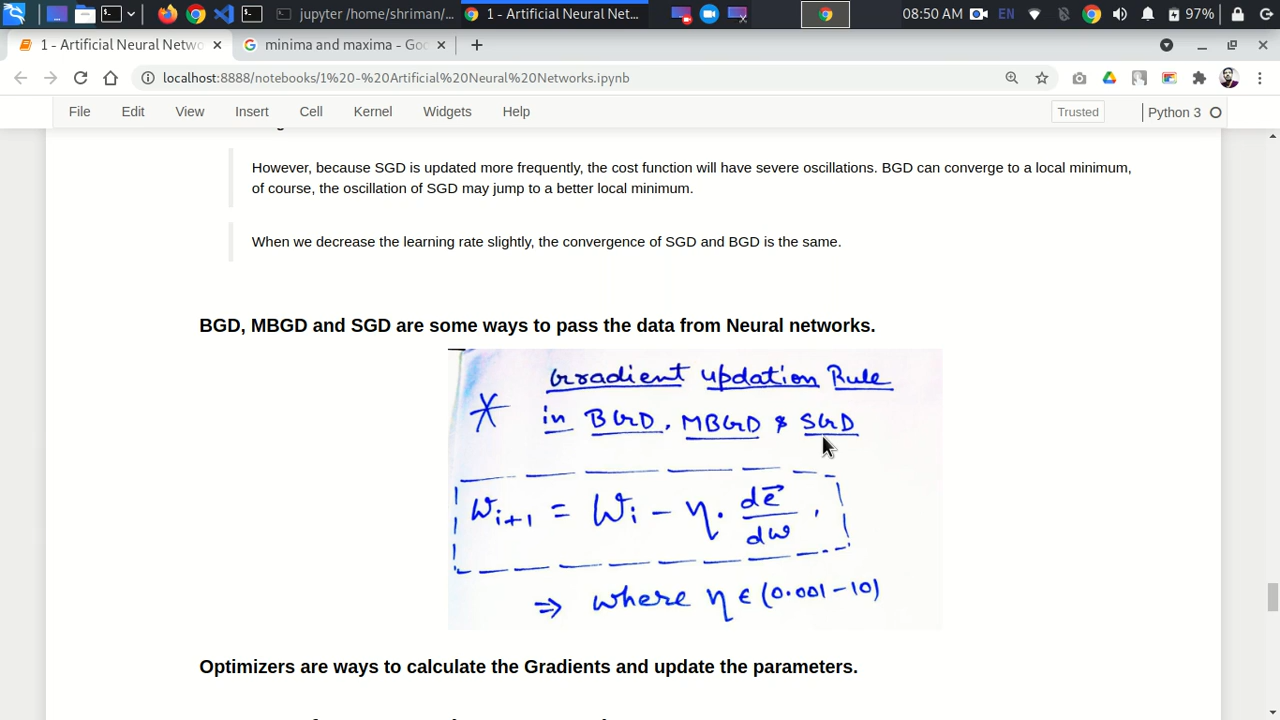 jupyter /home/shriman/...
1 - Artificial Neural Net...
08:50 AM
EN
97%
1 - Artificial Neural Netwo
minima and maxima - Goo
localhost:8888/notebooks/1%20-%20Artificial%20Neural%20Networks.ipynb
File Edit View Insert Cell Kernel Widgets Help
Trusted
Python 3
However, because SGD is updated more frequently, the cost function will have severe oscillations. BGD can converge to a local minimum,
of course, the oscillation of SGD may jump to a better local minimum.
When we decrease the learning rate slightly, the convergence of SGD and BGD is the same.
BGD, MBGD and SGD are some ways to pass the data from Neural networks.
* Gradient Updation Rule
in BGD, MBGD & SGD
Wi+1 = Wi - η. de⃗/dw,
⇒ where η ∈ (0.001-10)
Optimizers are ways to calculate the Gradients and update the parameters.